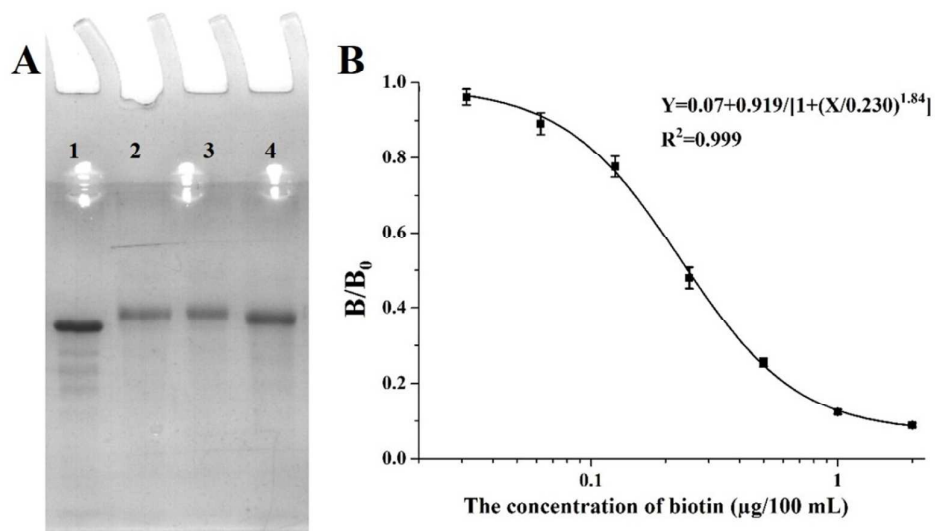 A
B
1 2 3 4
Y=0.07+0.919/[1+(X/0.230)^1.84]
R²=0.999
1.0
0.8
0.6
0.4
0.2
0.0
B/B₀
0.1 1
The concentration of biotin (μg/100 mL)